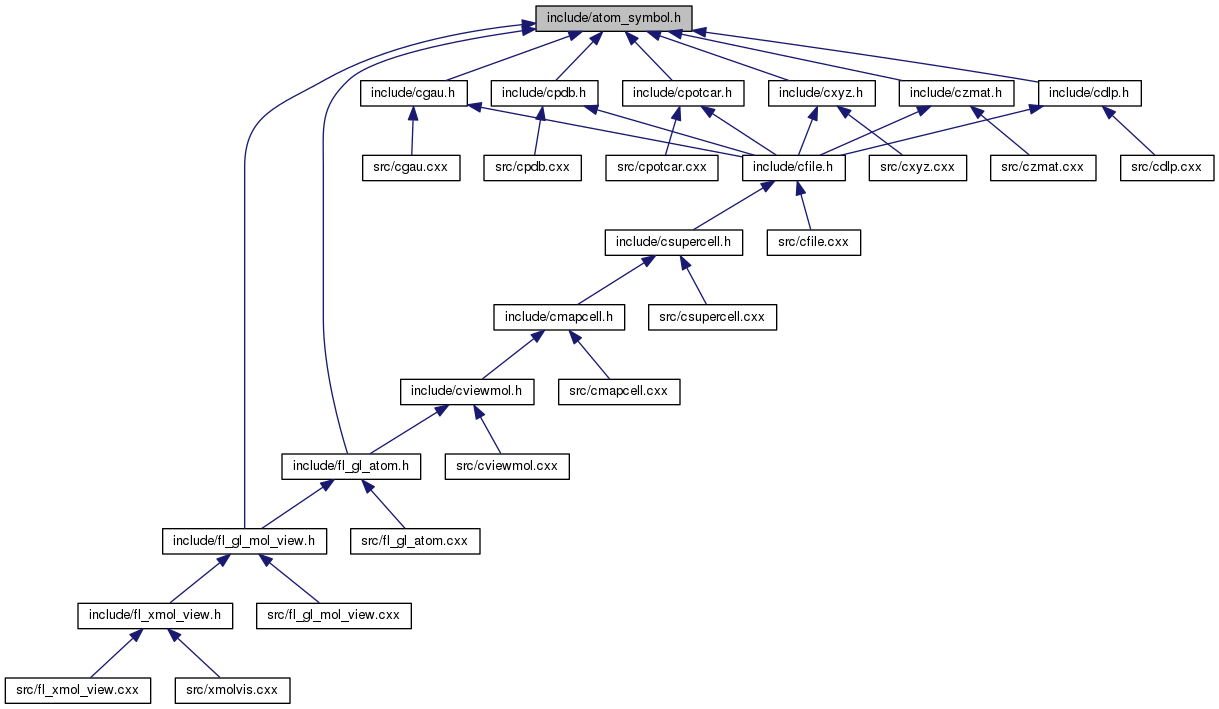 include/atom_symbol.h
include/cgau.h
include/cpdb.h
include/cpotcar.h
include/cxyz.h
include/czmat.h
include/cdlp.h
src/cgau.cxx
src/cpdb.cxx
src/cpotcar.cxx
include/cfile.h
src/cxyz.cxx
src/czmat.cxx
src/cdlp.cxx
include/csupercell.h
src/cfile.cxx
include/cmapcell.h
src/csupercell.cxx
include/cviewmol.h
src/cmapcell.cxx
include/fl_gl_atom.h
src/cviewmol.cxx
include/fl_gl_mol_view.h
src/fl_gl_atom.cxx
include/fl_xmol_view.h
src/fl_gl_mol_view.cxx
src/fl_xmol_view.cxx
src/xmolvis.cxx